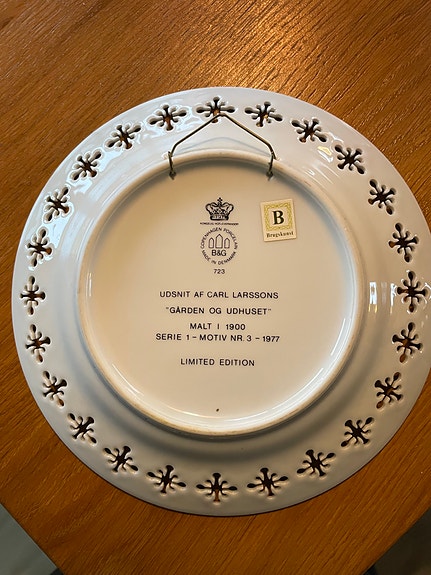 COPENHAGEN PORCELAIN
B&G
MADE IN DENMARK
723
B
Brugskunst
UDSNIT AF CARL LARSSONS
"GÅRDEN OG UDHUSET"
MALT I 1900
SERIE 1 - MOTIV NR. 3 - 1977
LIMITED EDITION